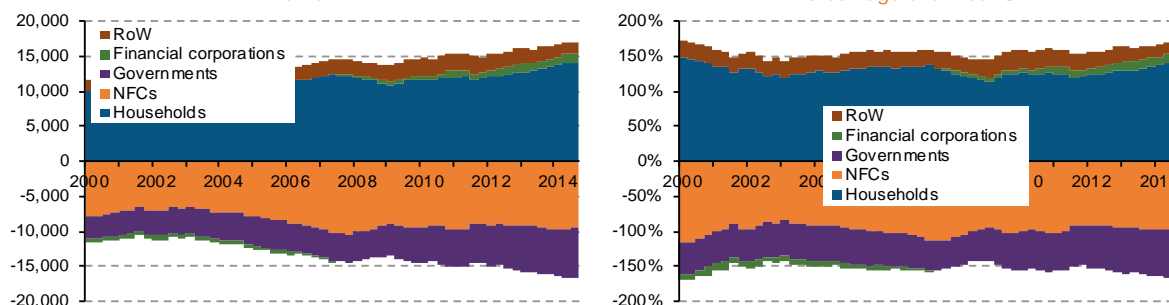 20,000
15,000
10,000
5,000
0
-5,000
-10,000
-15,000
-20,000
RoW
Financial corporations
Governments
NFCs
Households
2000 2002 2004 2006 2008 2010 2012 2014
200%
150%
100%
50%
0%
-50%
-100%
-150%
-200%
RoW
Financial corporations
Governments
NFCs
Households
2000 2002 2012